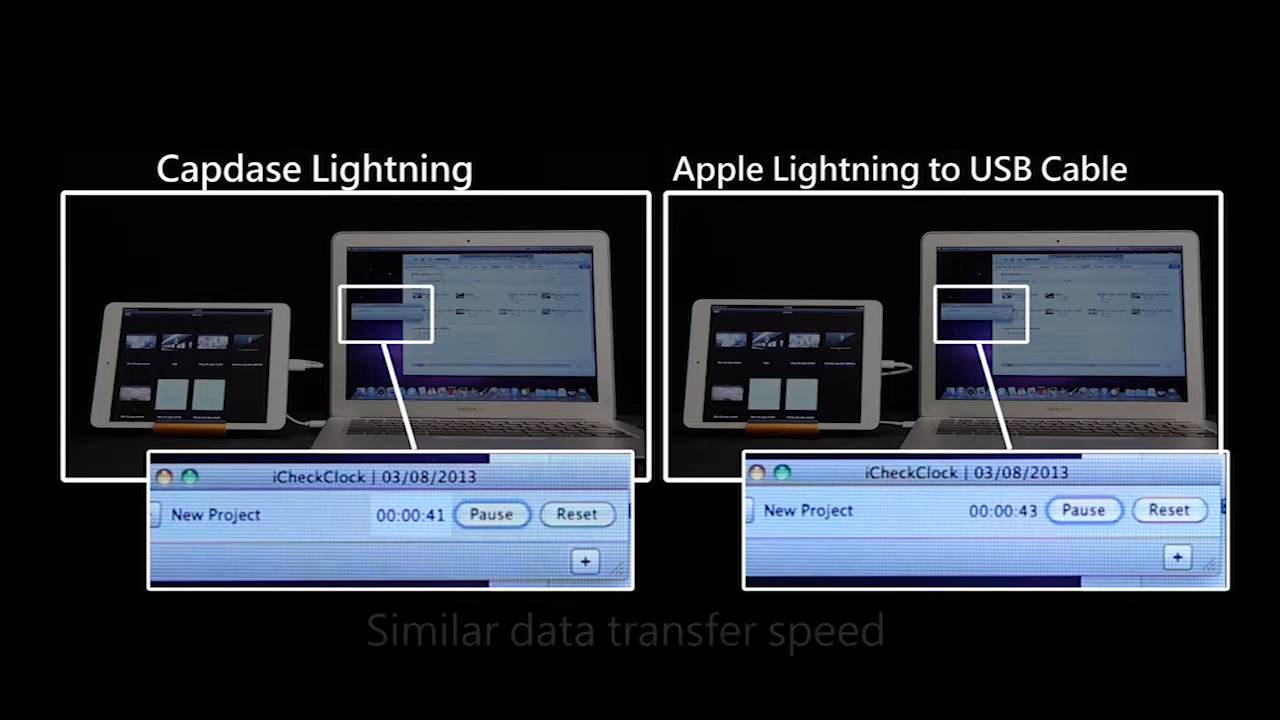 Capdase Lightning
Apple Lightning to USB Cable
iCheckClock | 03/08/2013
New Project 00:00:41 Pause Reset
+
iCheckClock | 03/08/2013
New Project 00:00:43 Pause Reset
+
Similar data transfer speed